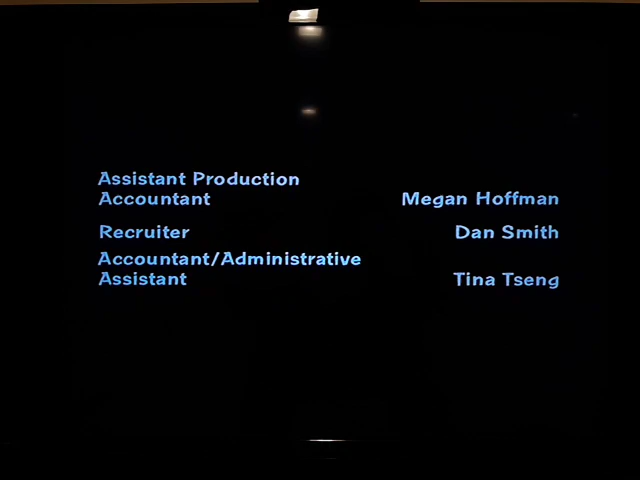 Assistant Production
Accountant Megan Hoffman
Recruiter Dan Smith
Accountant/Administrative
Assistant Tina Tseng